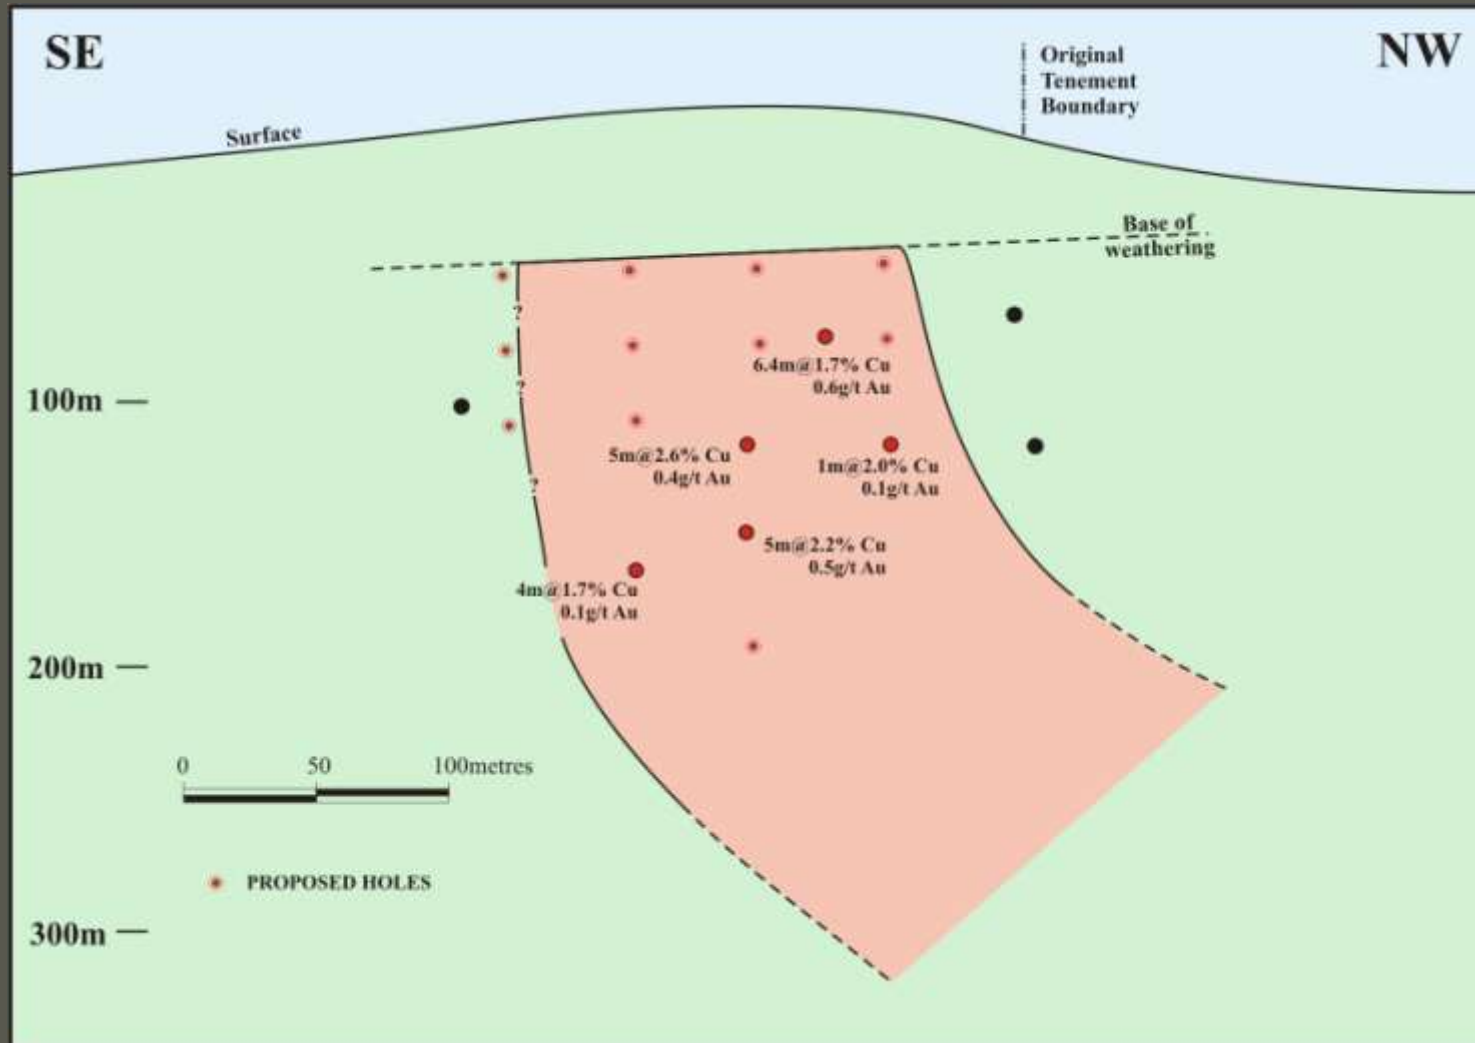 SE
NW
Original
Tenement
Boundary
Surface
Base of
weathering
?
?
?
6.4m@1.7% Cu
0.6g/t Au
100m
5m@2.6% Cu
0.4g/t Au
1m@2.0% Cu
0.1g/t Au
5m@2.2% Cu
0.5g/t Au
4m@1.7% Cu
0.1g/t Au
200m
0 50 100metres
PROPOSED HOLES
300m